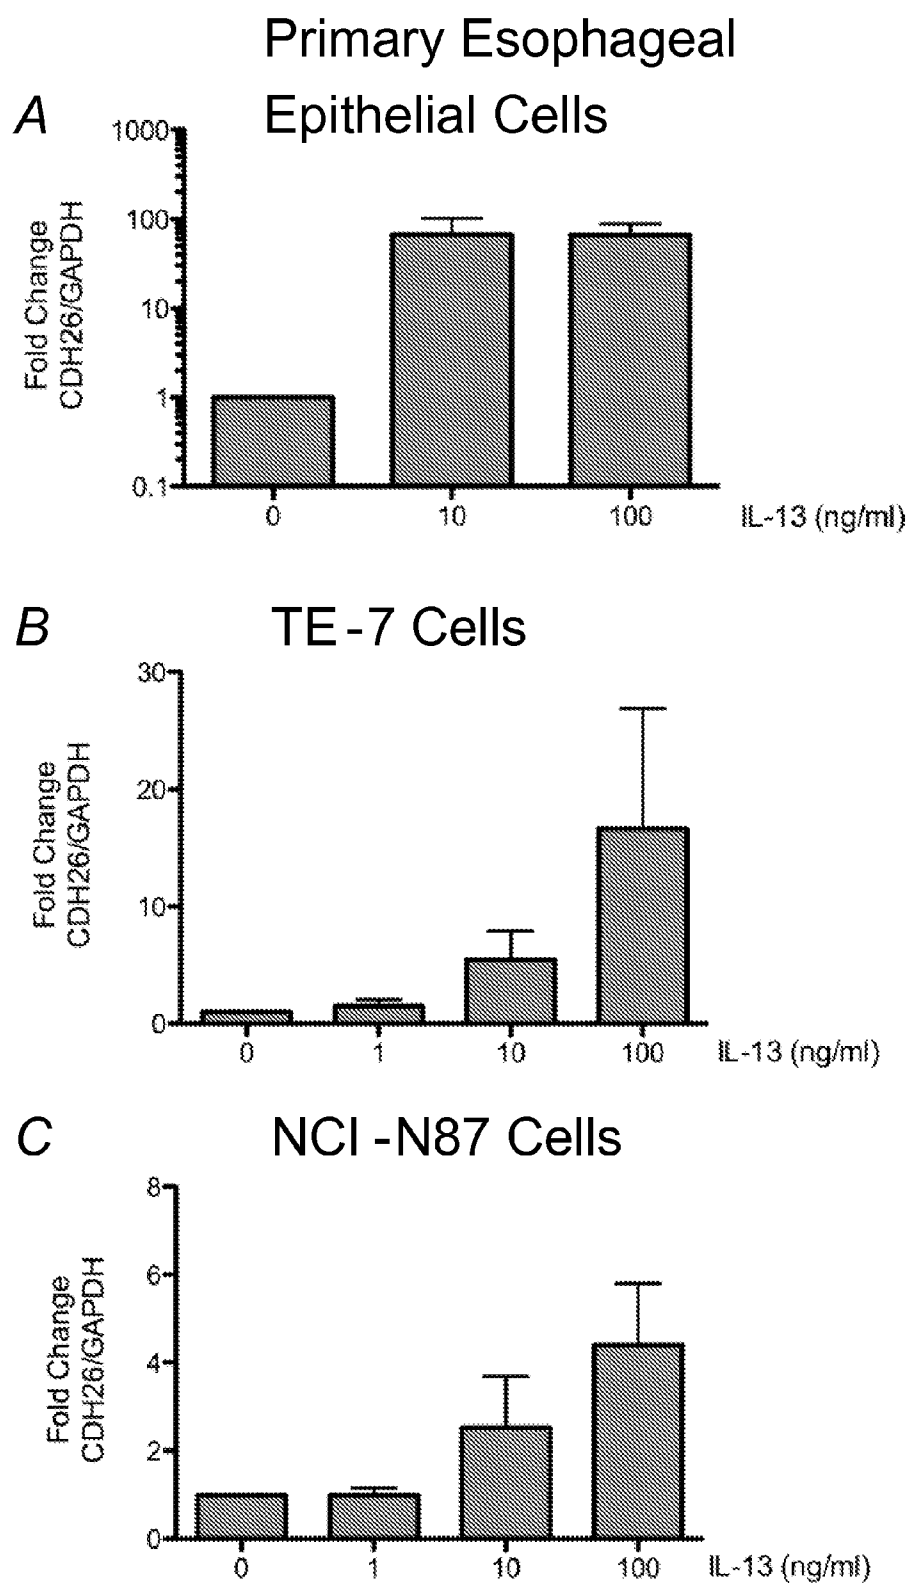 Primary Esophageal
A Epithelial Cells
Fold Change
CDH26/GAPDH
1000
100
10
1
0.1
0 10 100 IL-13 (ng/ml)
B TE-7 Cells
Fold Change
CDH26/GAPDH
30
20
10
0
0 1 10 100 IL-13 (ng/ml)
C NCI-N87 Cells
Fold Change
CDH26/GAPDH
8
6
4
2
0
0 1 10 100 IL-13 (ng/ml)